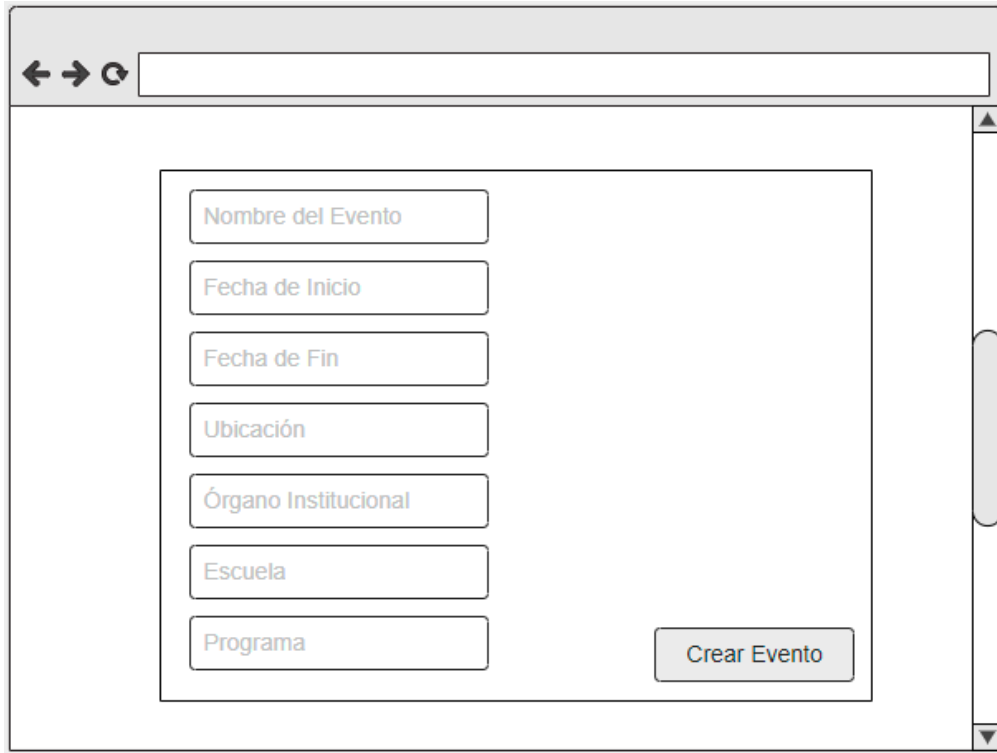 Nombre del Evento
Fecha de Inicio
Fecha de Fin
Ubicación
Órgano Institucional
Escuela
Programa
Crear Evento